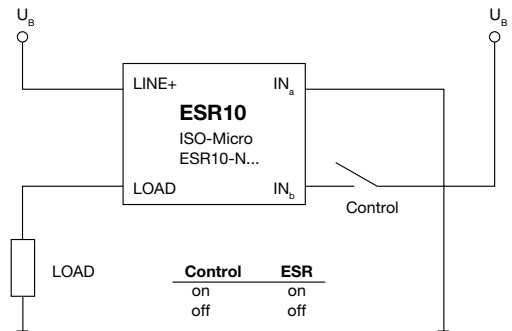 U_B U_B
LINE+ IN_a
ESR10
ISO-Micro
ESR10-N...
LOAD IN_b
Control
LOAD
Control ESR
on on
off off